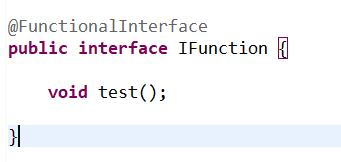 @FunctionalInterface
public interface IFunction {
void test();
}